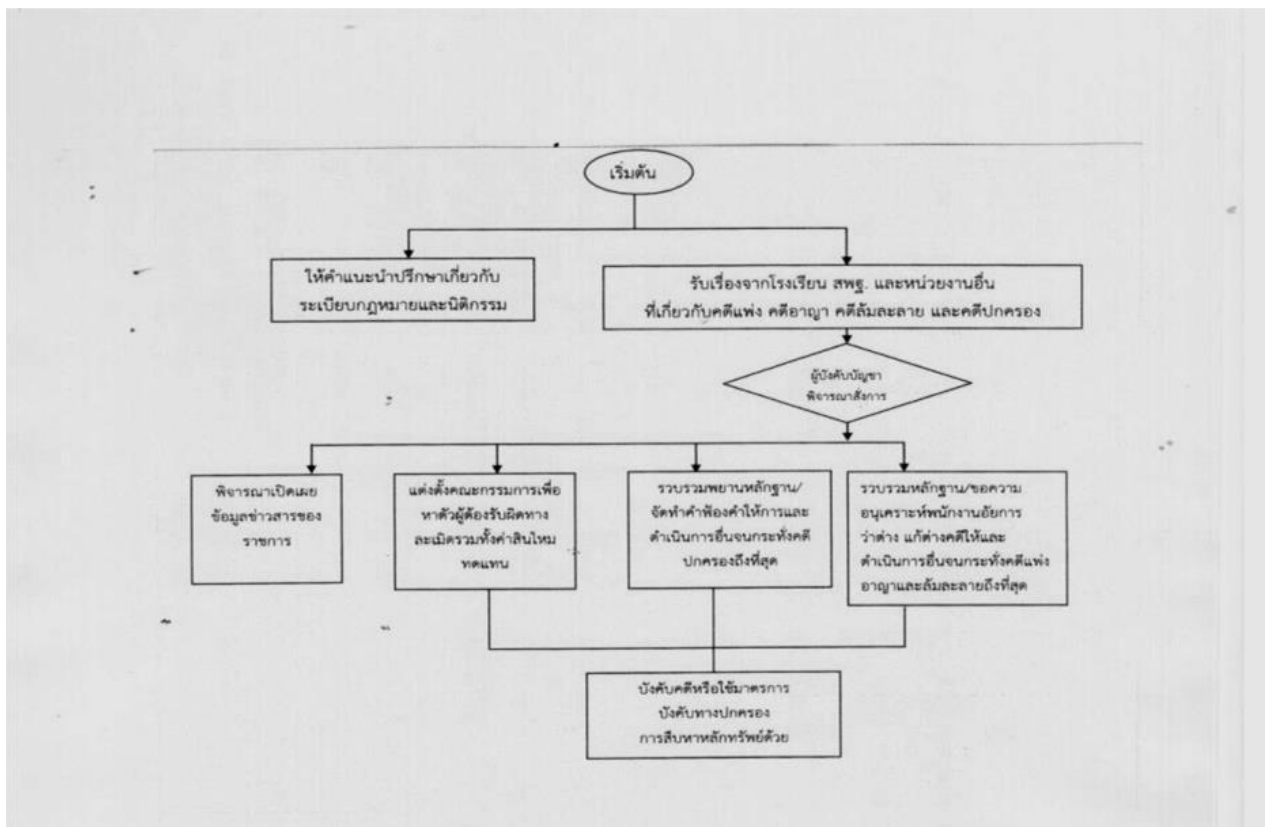 เริ่มต้น
ให้คำแนะนำปรึกษาเกี่ยวกับ
ระเบียบกฎหมายและนิติกรรม
รับเรื่องจากโรงเรียน สพฐ. และหน่วยงานอื่น
ที่เกี่ยวกับคดีแพ่ง คดีอาญา คดีล้มละลาย และคดีปกครอง
ผู้บังคับบัญชา
พิจารณาสั่งการ
พิจารณาเปิดเผย
ข้อมูลข่าวสารของ
ราชการ
แต่งตั้งคณะกรรมการเพื่อ
หาตัวผู้ต้องรับผิดทาง
ละเมิดรวมทั้งค่าสินไหม
ทดแทน
รวบรวมพยานหลักฐาน/
จัดทำคำฟ้องคำให้การและ
ดำเนินการอื่นจนกระทั่งคดี
ปกครองถึงที่สุด
รวบรวมหลักฐาน/ขอความ
อนุเคราะห์พนักงานอัยการ
ว่าต่าง แก้ต่างคดีให้และ
ดำเนินการอื่นจนกระทั่งคดีแพ่ง
อาญาและล้มละลายถึงที่สุด
บังคับคดีหรือใช้มาตรการ
บังคับทางปกครอง
การสืบหาหลักทรัพย์ด้วย